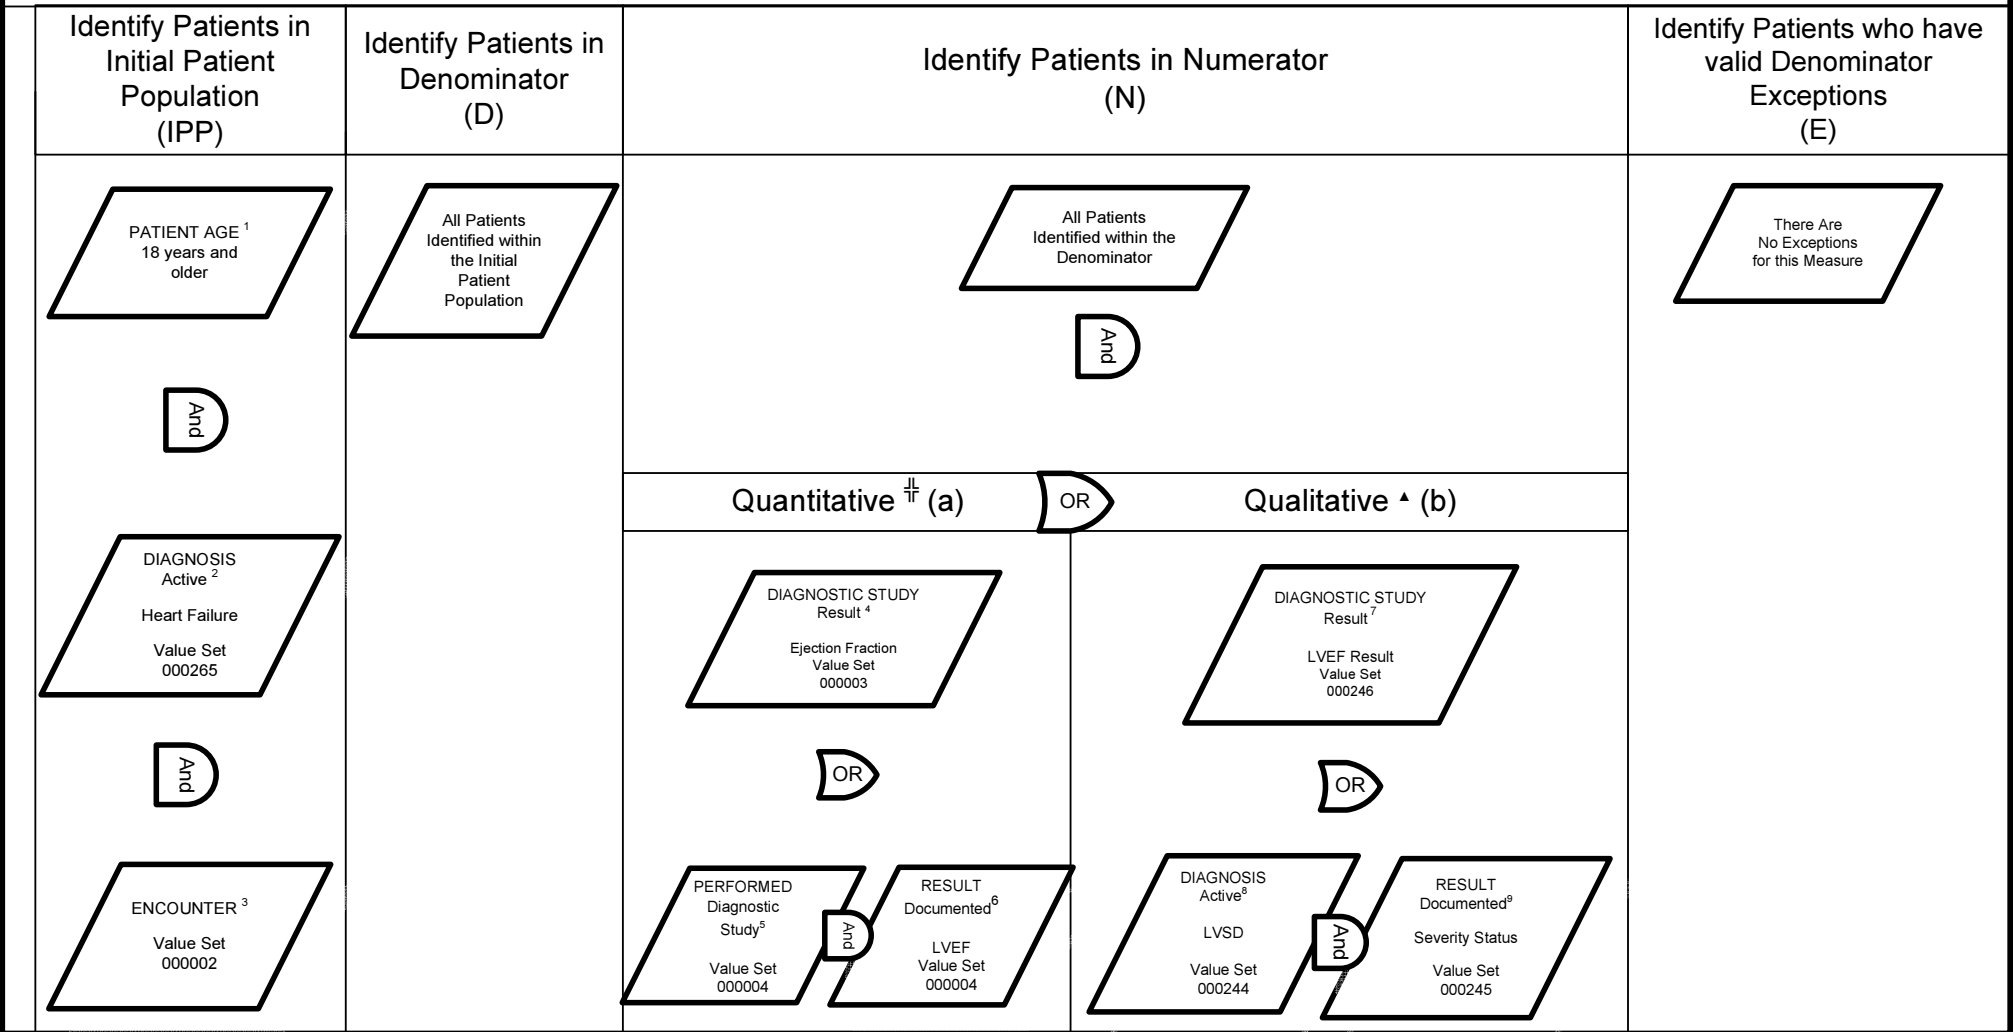 Identify Patients in
Initial Patient
Population
(IPP)
Identify Patients in
Denominator
(D)
Identify Patients in Numerator
(N)
Identify Patients who have
valid Denominator
Exceptions
(E)
PATIENT AGE 1
18 years and
older
And
DIAGNOSIS
Active 2
Heart Failure
Value Set
000265
And
ENCOUNTER 3
Value Set
000002
All Patients
Identified within
the Initial
Patient
Population
All Patients
Identified within the
Denominator
And
Quantitative ╬ (a)
OR
Qualitative ▲ (b)
DIAGNOSTIC STUDY
Result 4
Ejection Fraction
Value Set
000003
OR
PERFORMED
Diagnostic
Study5
Value Set
000004
And
RESULT
Documented6
LVEF
Value Set
000004
DIAGNOSTIC STUDY
Result 7
LVEF Result
Value Set
000246
OR
DIAGNOSIS
Active8
LVSD
Value Set
000244
And
RESULT
Documented9
Severity Status
Value Set
000245
There Are
No Exceptions
for this Measure